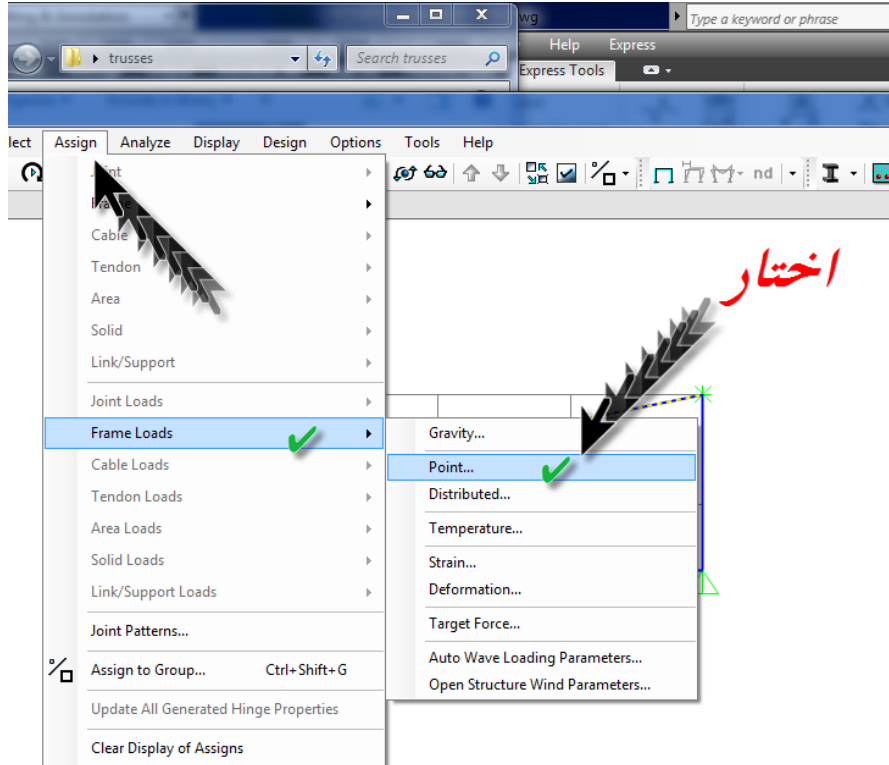 wg
Type a keyword or phrase
trusses
Search trusses
Help Express
Express Tools
lect Assign Analyze Display Design Options Tools Help
nd
Frame
Cable
Tendon
Area
Solid
Link/Support
Joint Loads
Frame Loads
Cable Loads
Tendon Loads
Area Loads
Solid Loads
Link/Support Loads
Joint Patterns...
Assign to Group... Ctrl+Shift+G
Update All Generated Hinge Properties
Clear Display of Assigns
اختار
Gravity...
Point...
Distributed...
Temperature...
Strain...
Deformation...
Target Force...
Auto Wave Loading Parameters...
Open Structure Wind Parameters...